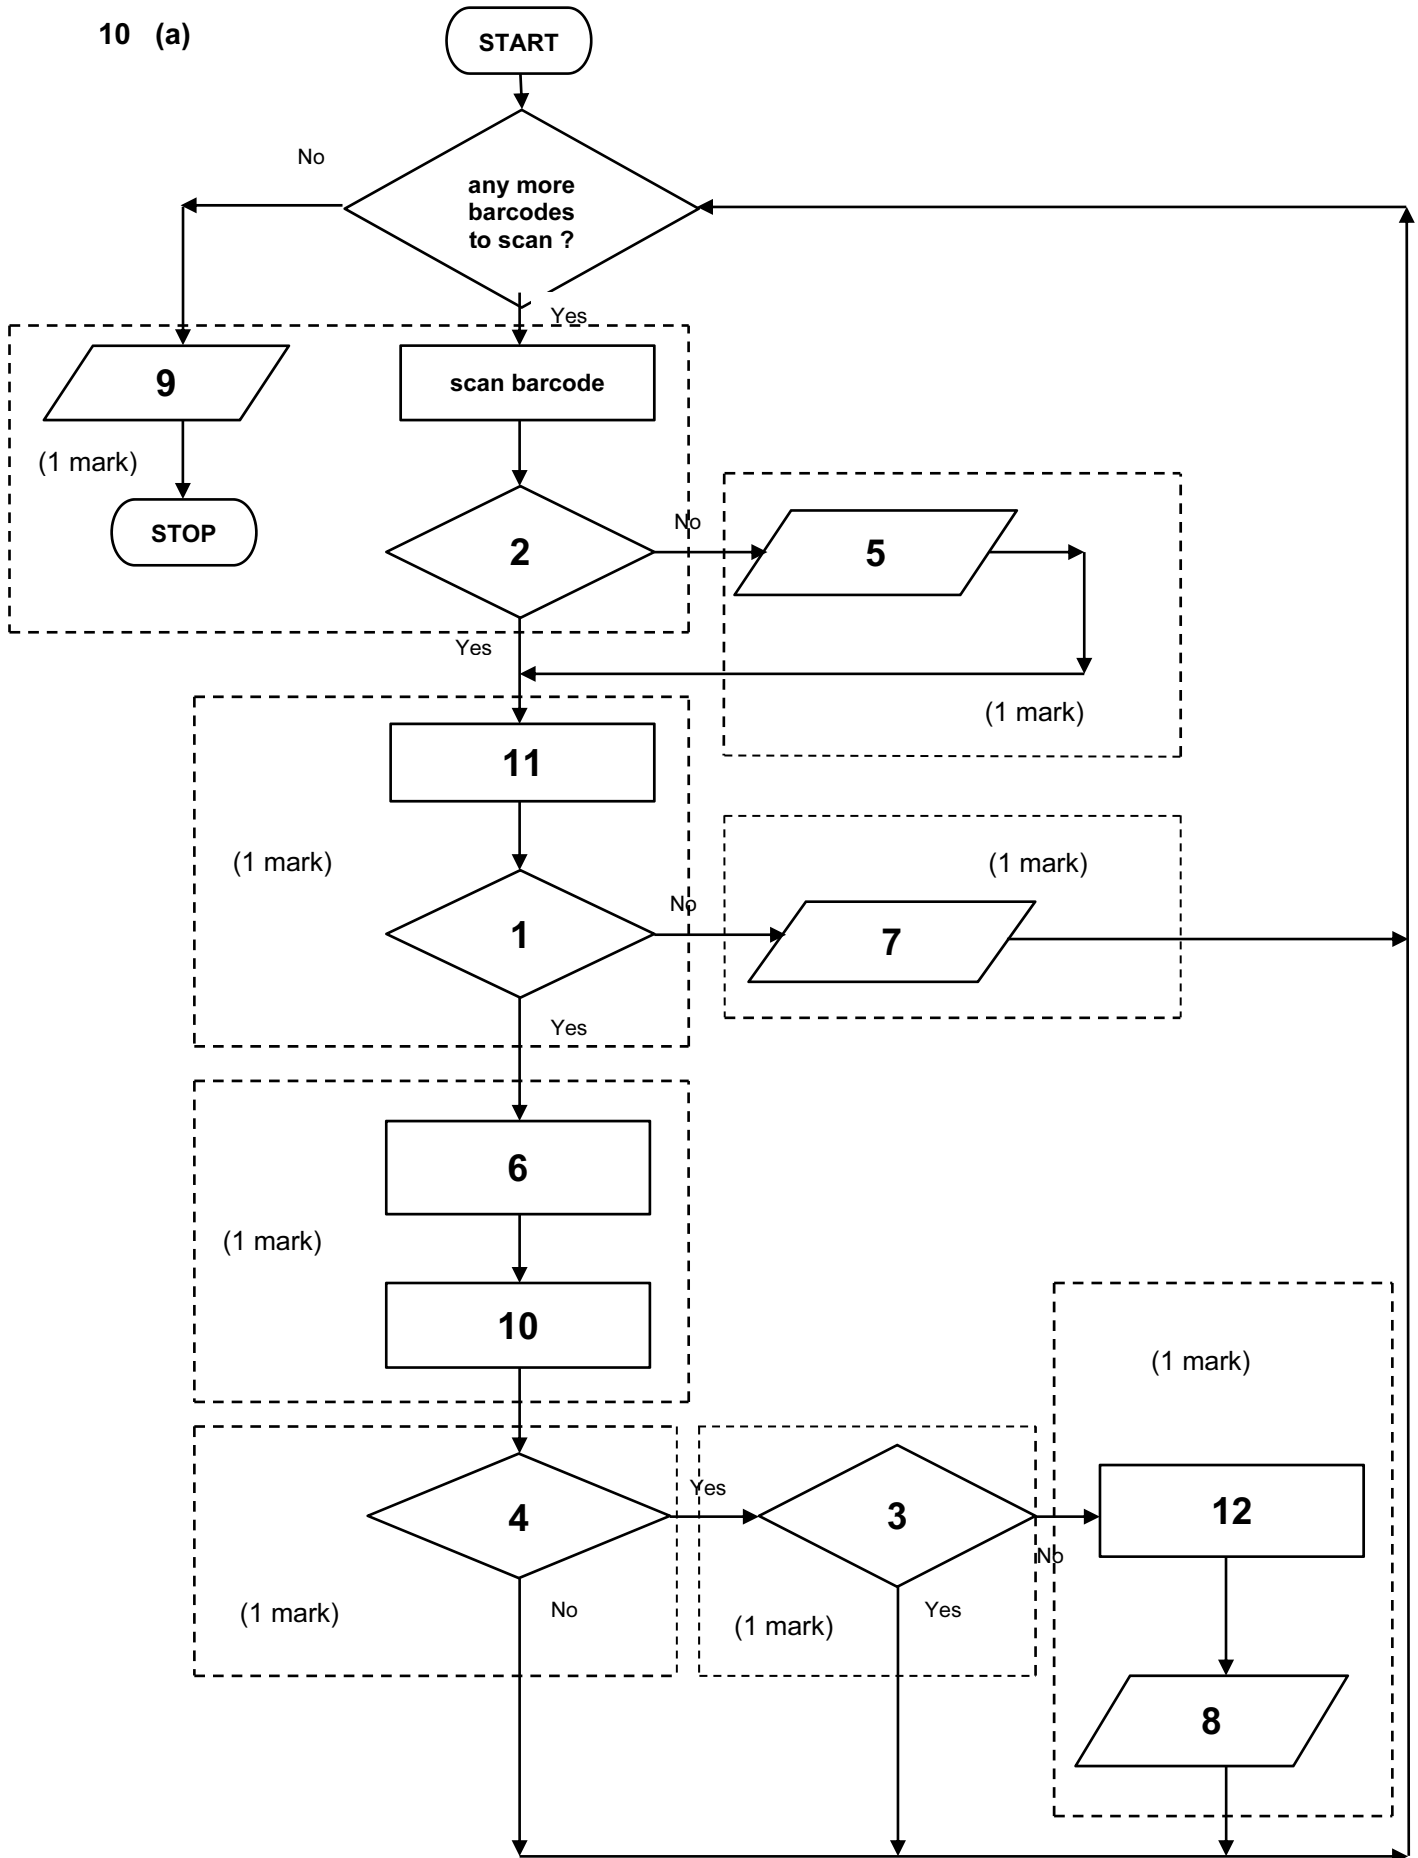 10 (a)
START
No
any more
barcodes
to scan ?
Yes
9
scan barcode
(1 mark)
STOP
2
No
5
Yes
(1 mark)
11
(1 mark)
(1 mark)
1
No
7
Yes
6
(1 mark)
10
(1 mark)
4
Yes
3
12
No
(1 mark)
No
(1 mark)
Yes
8